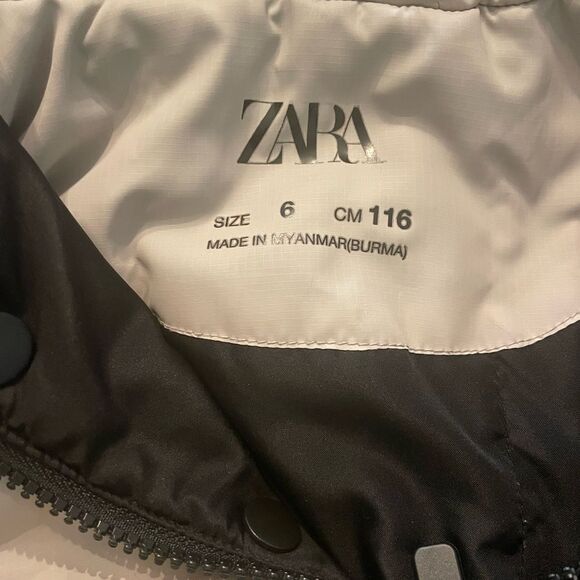 ZARA
SIZE 6 CM 116
MADE IN MYANMAR(BURMA)